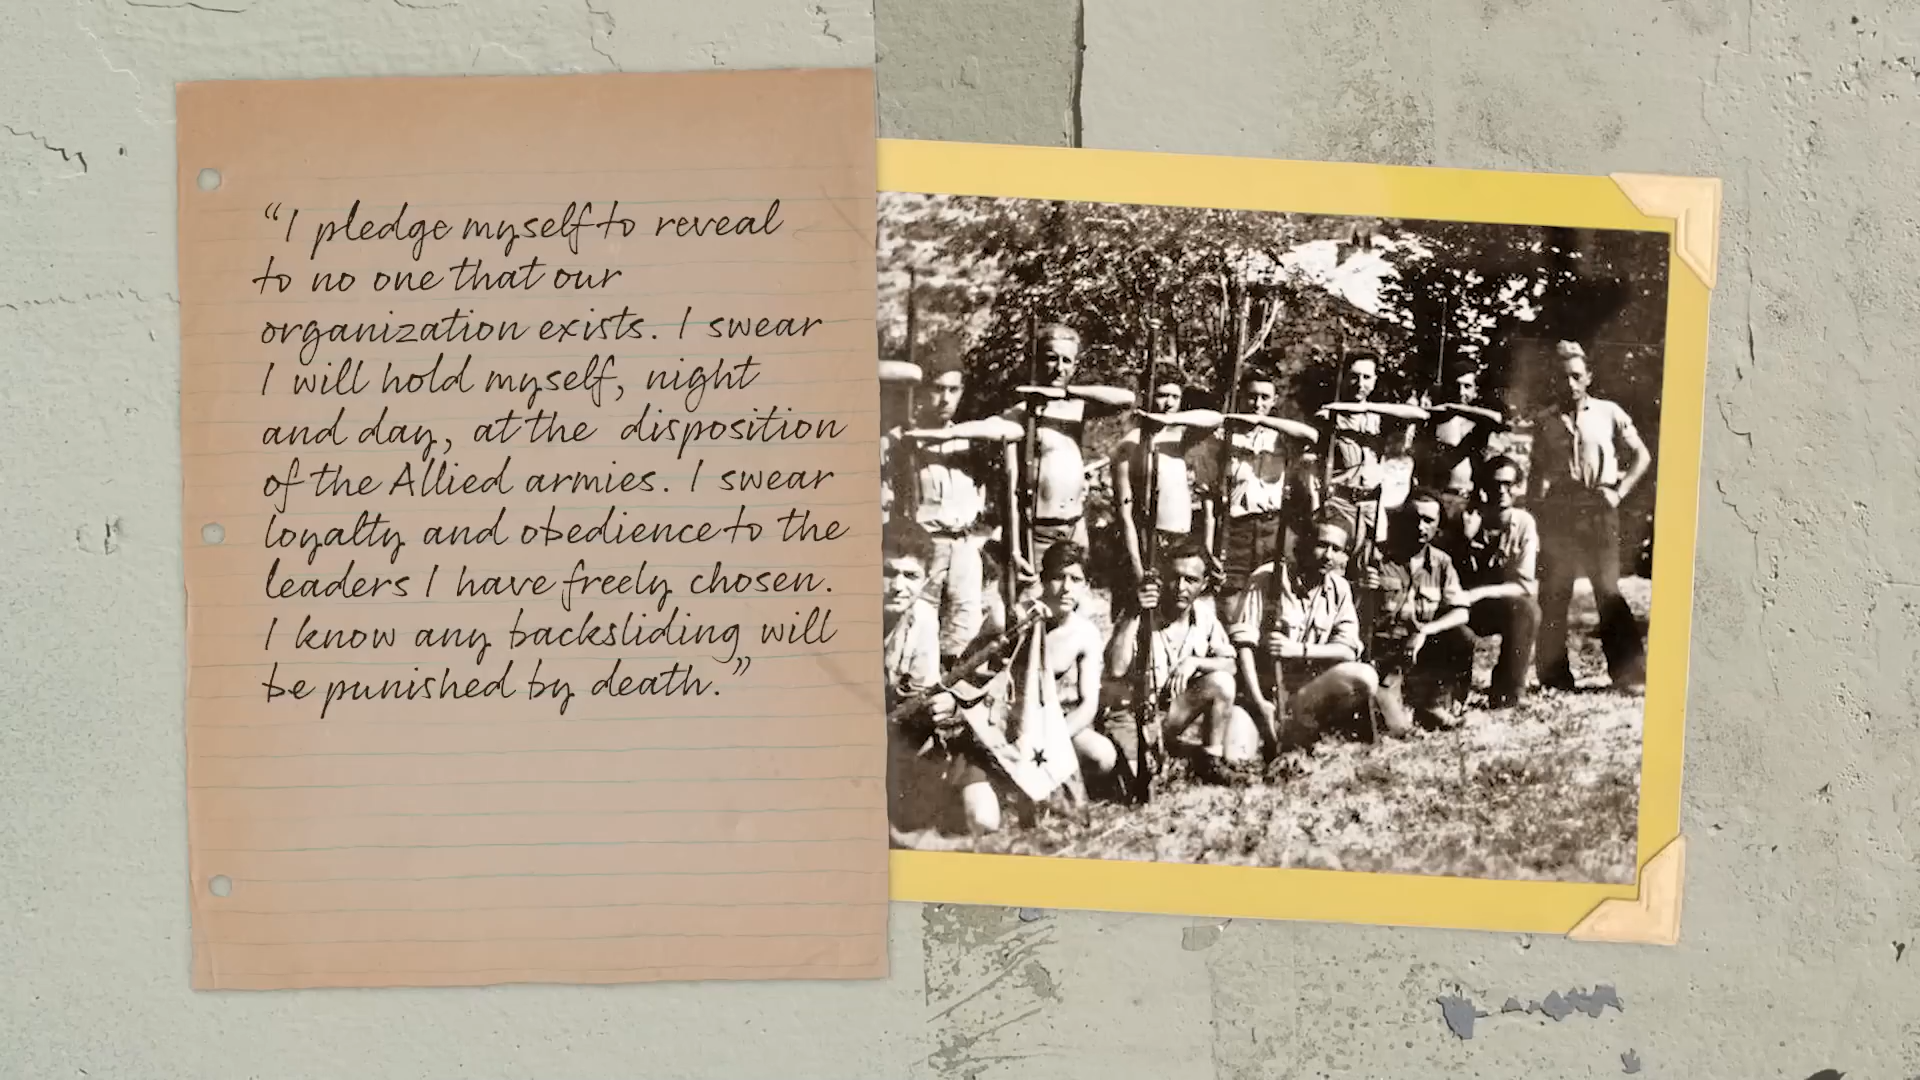 “I pledge myself to reveal
to no one that our
organization exists. I swear
I will hold myself, night
and day, at the disposition
of the Allied armies. I swear
loyalty and obedience to the
leaders I have freely chosen.
I know any backsliding will
be punished by death.”